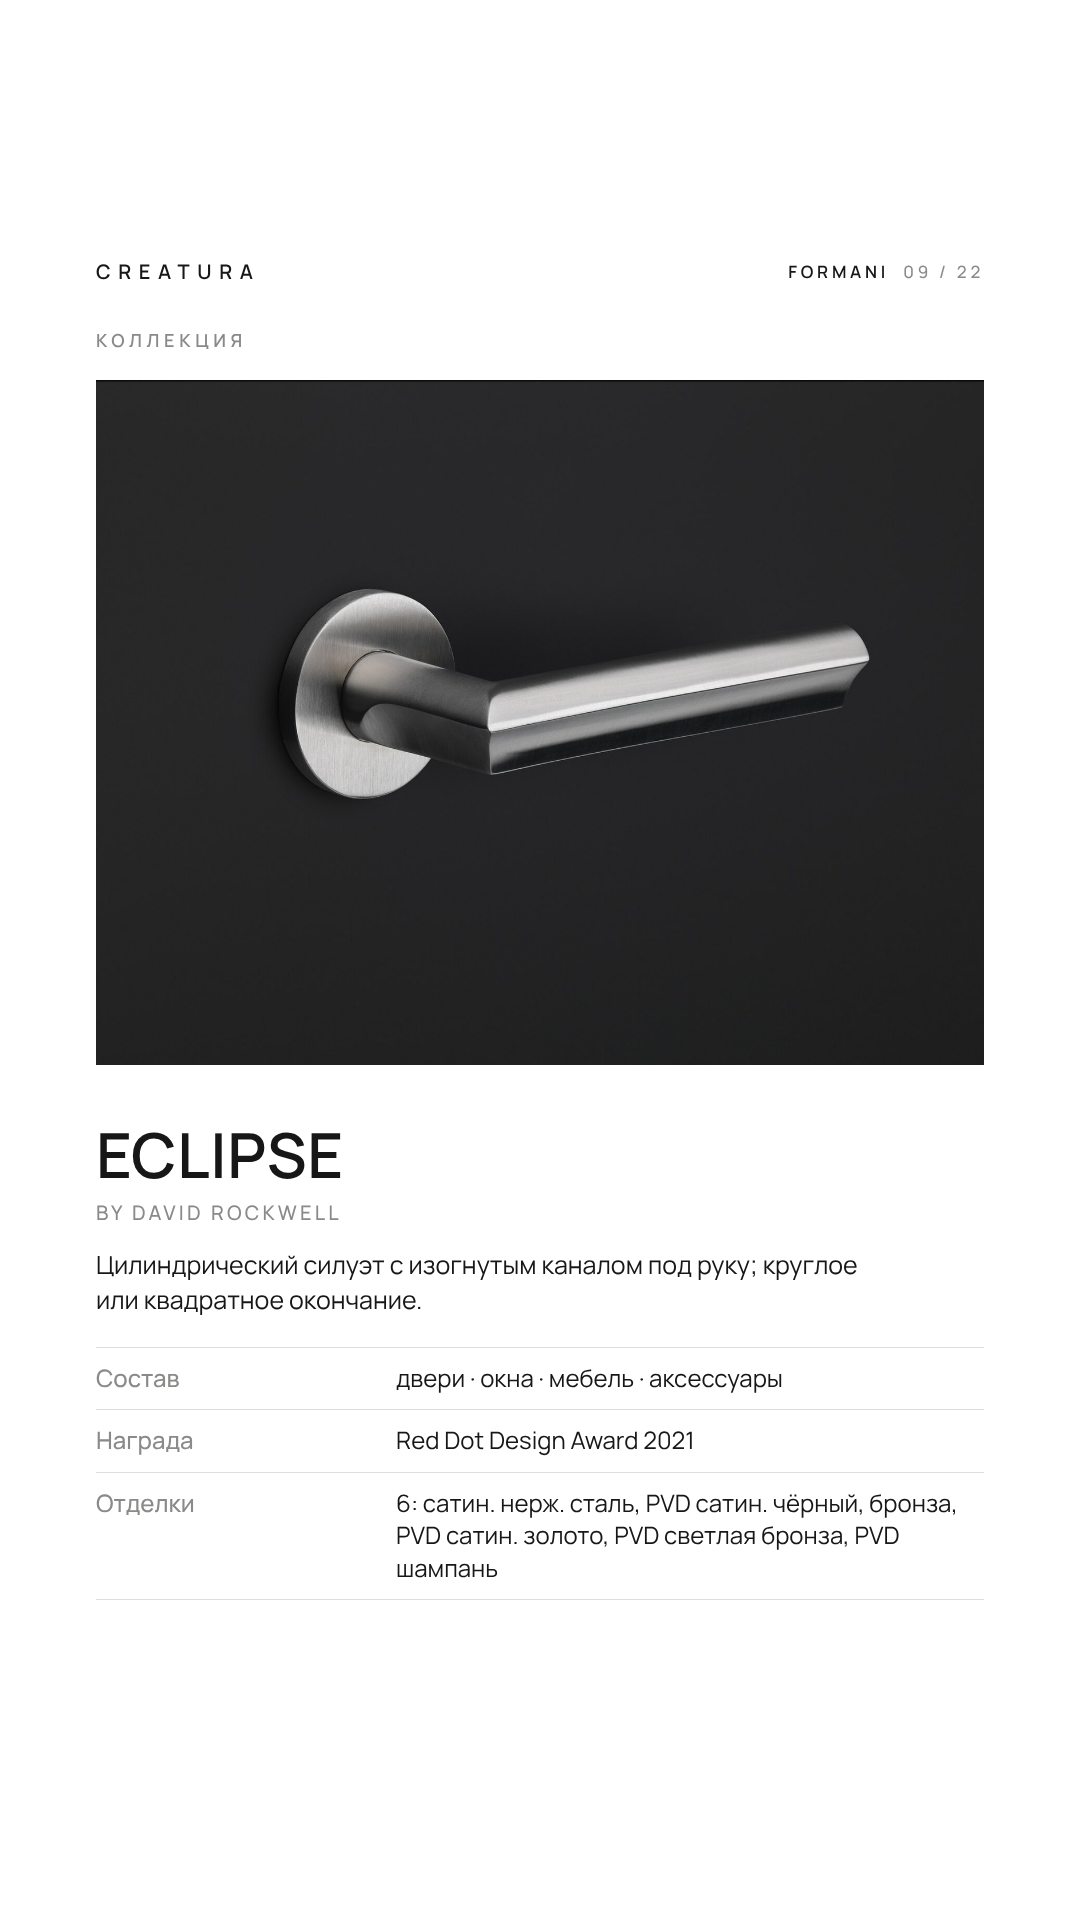 CREATURA
FORMANI 09 / 22
КОЛЛЕКЦИЯ
ECLIPSE
BY DAVID ROCKWELL
Цилиндрический силуэт с изогнутым каналом под руку; круглое
или квадратное окончание.
Состав двери · окна · мебель · аксессуары
Награда Red Dot Design Award 2021
Отделки 6: сатин. нерж. сталь, PVD сатин. чёрный, бронза,
PVD сатин. золото, PVD светлая бронза, PVD
шампань